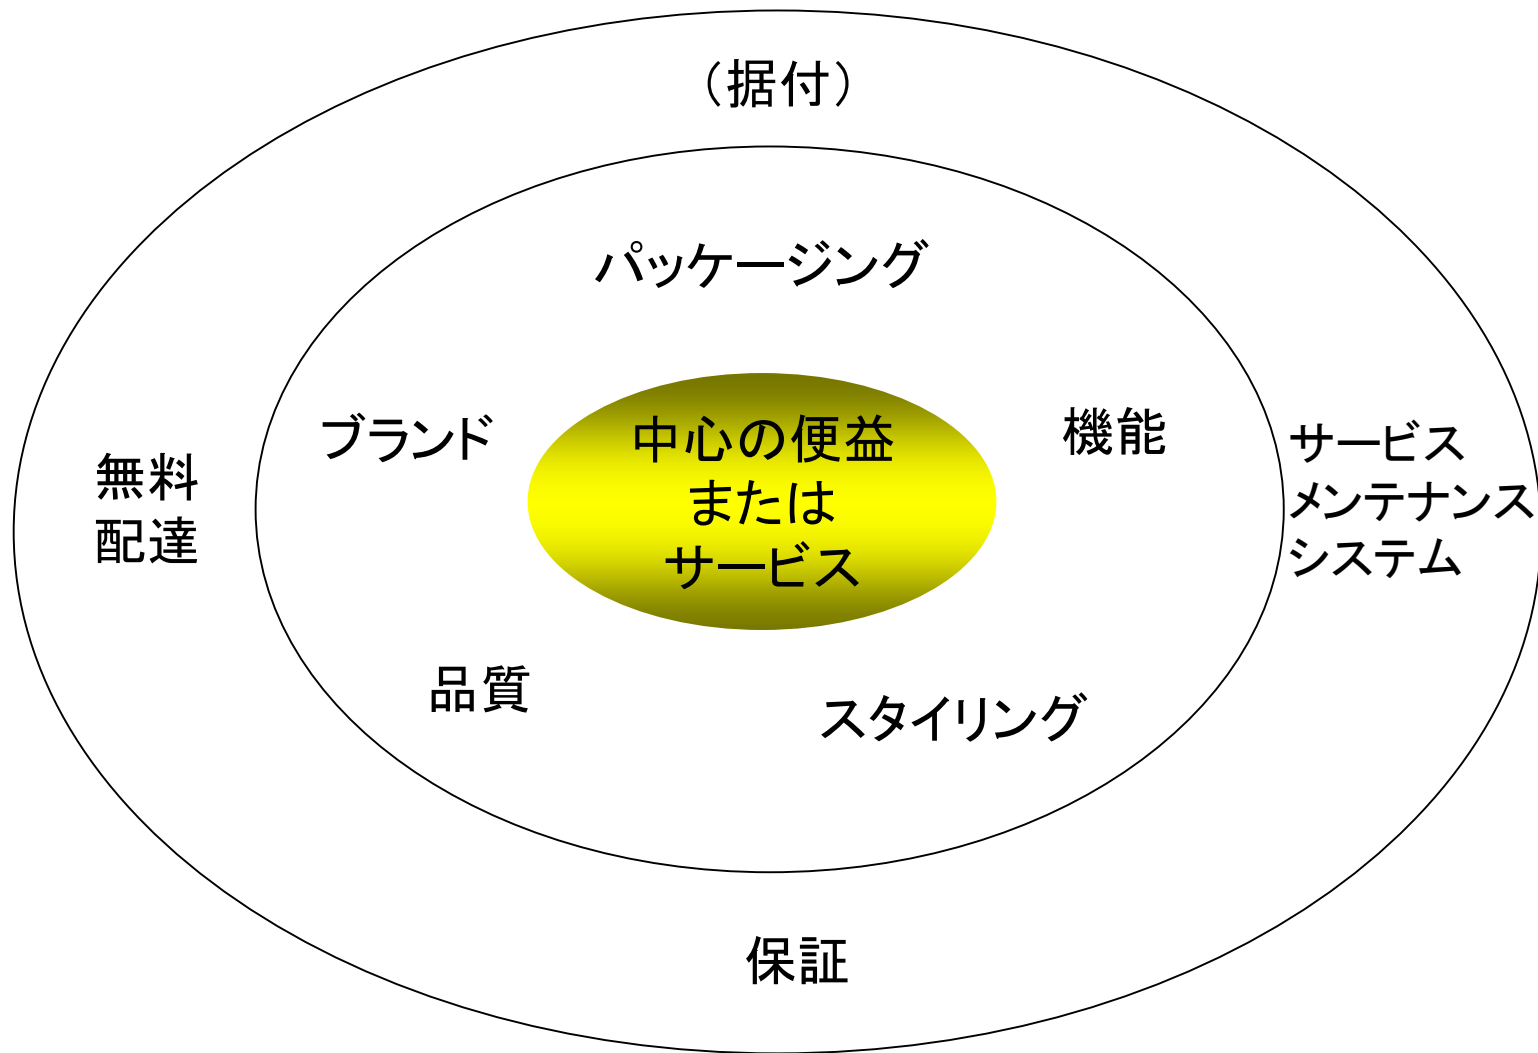 （据付）
パッケージング
ブランド
中心の便益
または
サービス
機能
無料
配達
サービス
メンテナンス
システム
品質
スタイリング
保証